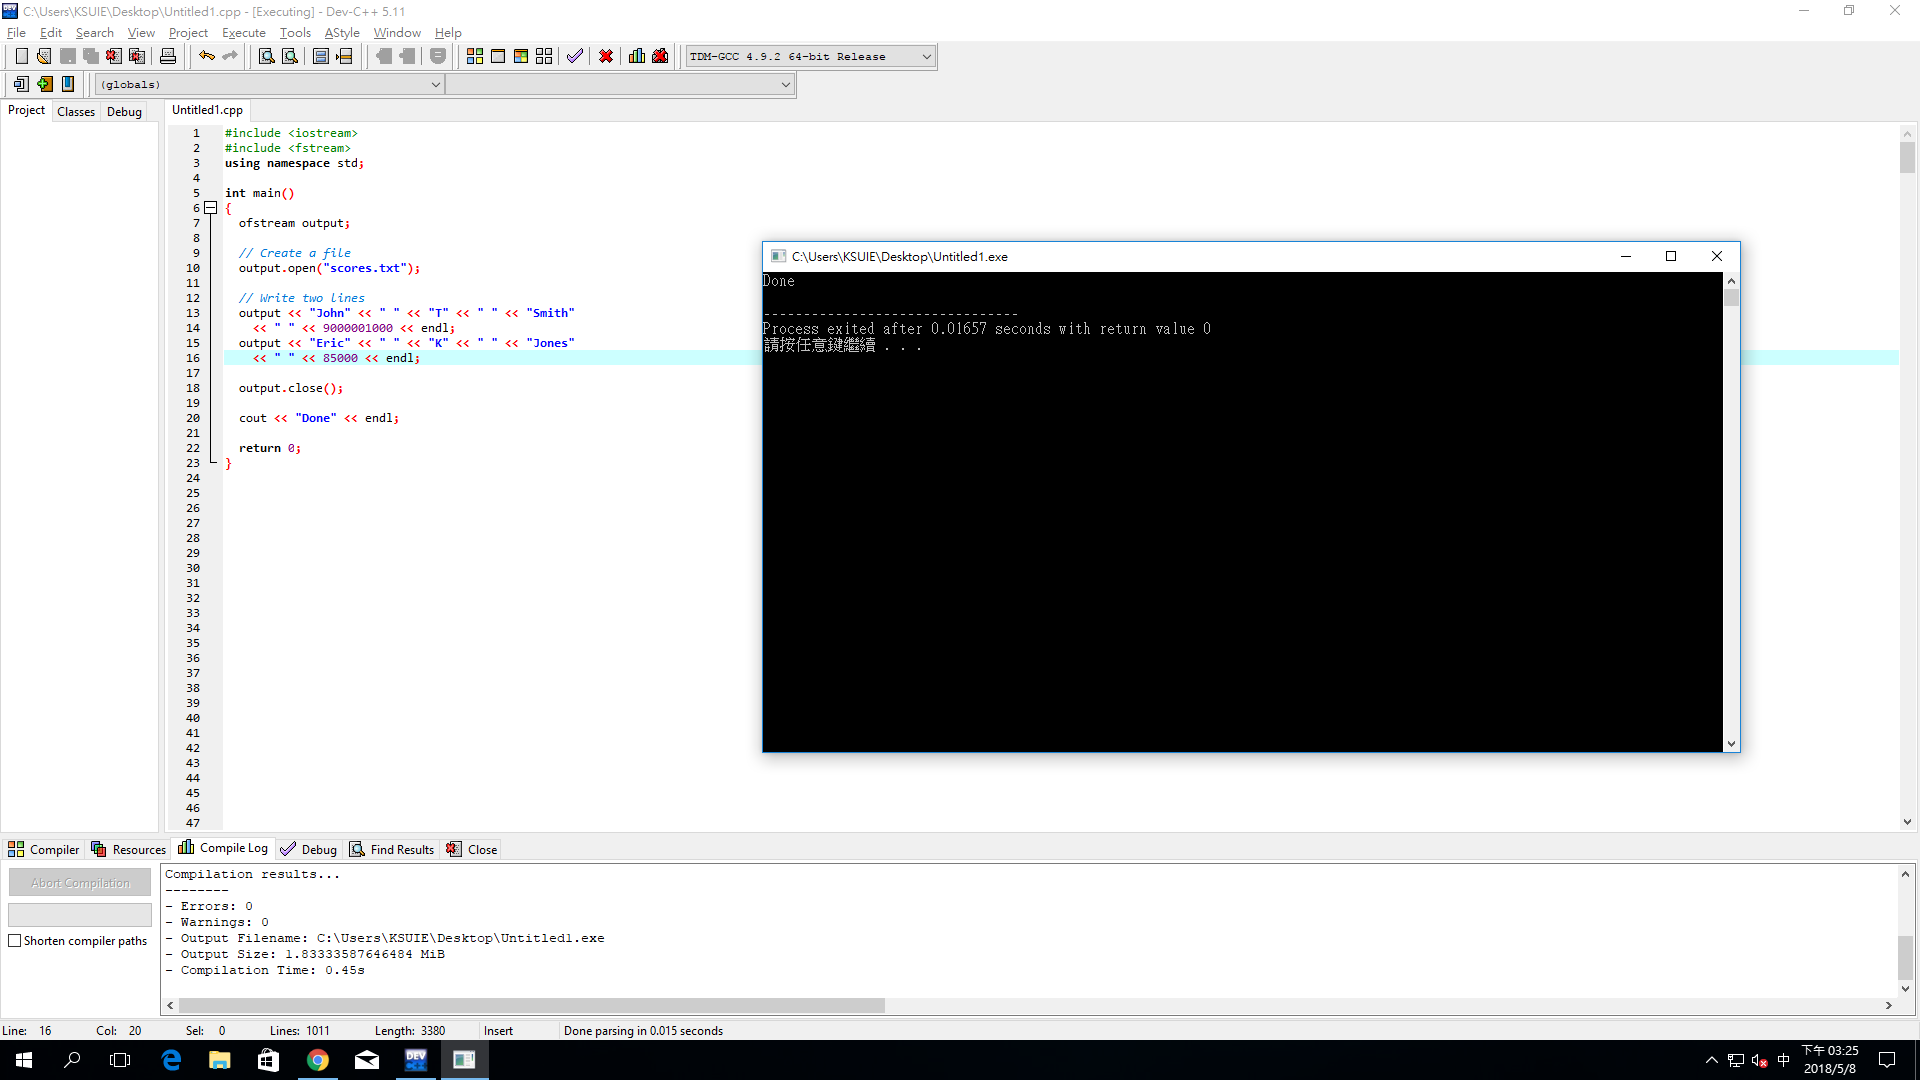 C:\Users\KSUIE\Desktop\Untitled1.cpp - [Executing] - Dev-C++ 5.11
File Edit Search View Project Execute Tools AStyle Window Help
TDM-GCC 4.9.2 64-bit Release
(globals)
Project Classes Debug
Untitled1.cpp
1 #include <iostream>
2 #include <fstream>
3 using namespace std;
4
5 int main()
6 {
7 ofstream output;
8
9 // Create a file
10 output.open("scores.txt");
11
12 // Write two lines
13 output << "John" << " " << "T" << " " << "Smith"
14 << " " << 9000001000 << endl;
15 output << "Eric" << " " << "K" << " " << "Jones"
16 << " " << 85000 << endl;
17
18 output.close();
19
20 cout << "Done" << endl;
21
22 return 0;
23 }
24
25
26
27
28
29
30
31
32
33
34
35
36
37
38
39
40
41
42
43
44
45
46
47
C:\Users\KSUIE\Desktop\Untitled1.exe
Done
--------------------------------
Process exited after 0.01657 seconds with return value 0
請按任意鍵繼續 . . .
Compiler Resources Compile Log Debug Find Results Close
Abort Compilation
Shorten compiler paths
Compilation results...
--------
- Errors: 0
- Warnings: 0
- Output Filename: C:\Users\KSUIE\Desktop\Untitled1.exe
- Output Size: 1.83333587646484 MiB
- Compilation Time: 0.45s
Line: 16 Col: 20 Sel: 0 Lines: 1011 Length: 3380 Insert Done parsing in 0.015 seconds
DEV C++
中
下午 03:25
2018/5/8